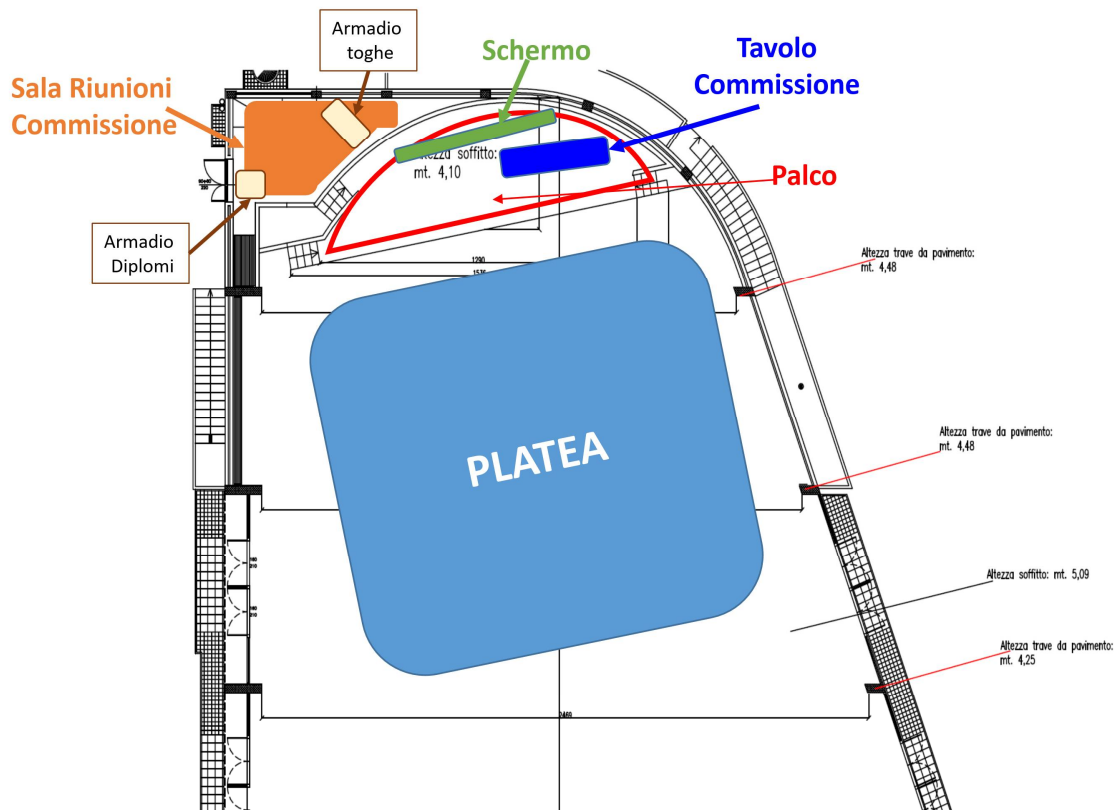 Armadio
toghe
Schermo
Tavolo
Commissione
Sala Riunioni
Commissione
Altezza soffitto:
mt. 4,10
Palco
Armadio
Diplomi
1290
Altezza trave da pavimento:
mt. 4,48
PLATEA
Altezza trave da pavimento:
mt. 4,48
Altezza soffitto: mt. 5,09
Altezza trave da pavimento:
mt. 4,25
2469